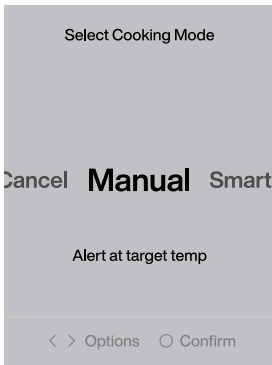 Select Cooking Mode
Cancel Manual Smart
Alert at target temp
< > Options ○ Confirm